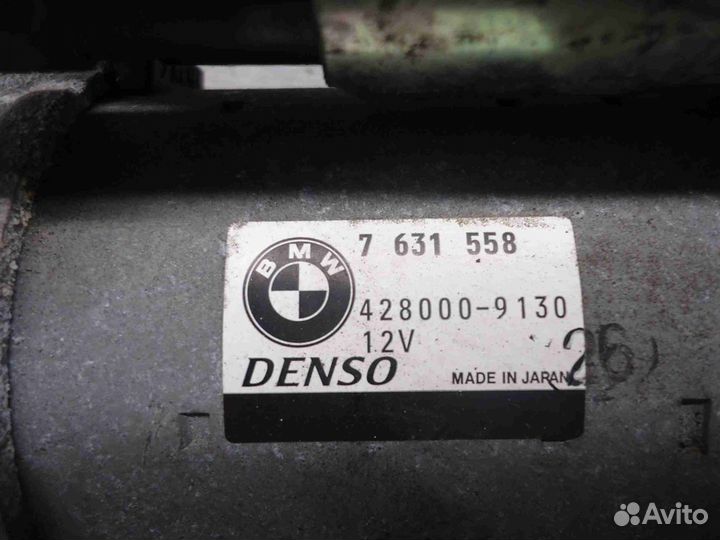 BMW
7 631 558
428000-9130
12V
DENSO
MADE IN JAPAN
26
Avito